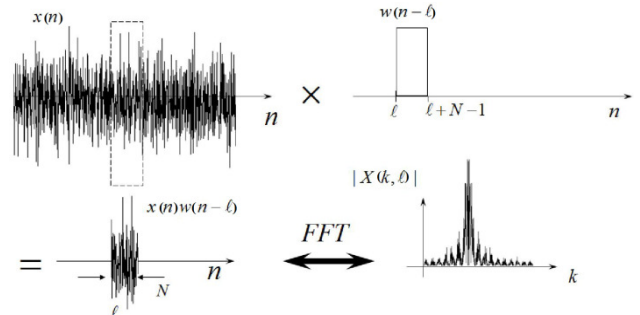 x(n)
w(n-ℓ)
n
×
ℓ
ℓ+N-1
n
x(n)w(n-ℓ)
|X(k,ℓ)|
=
n
N
ℓ
FFT
k